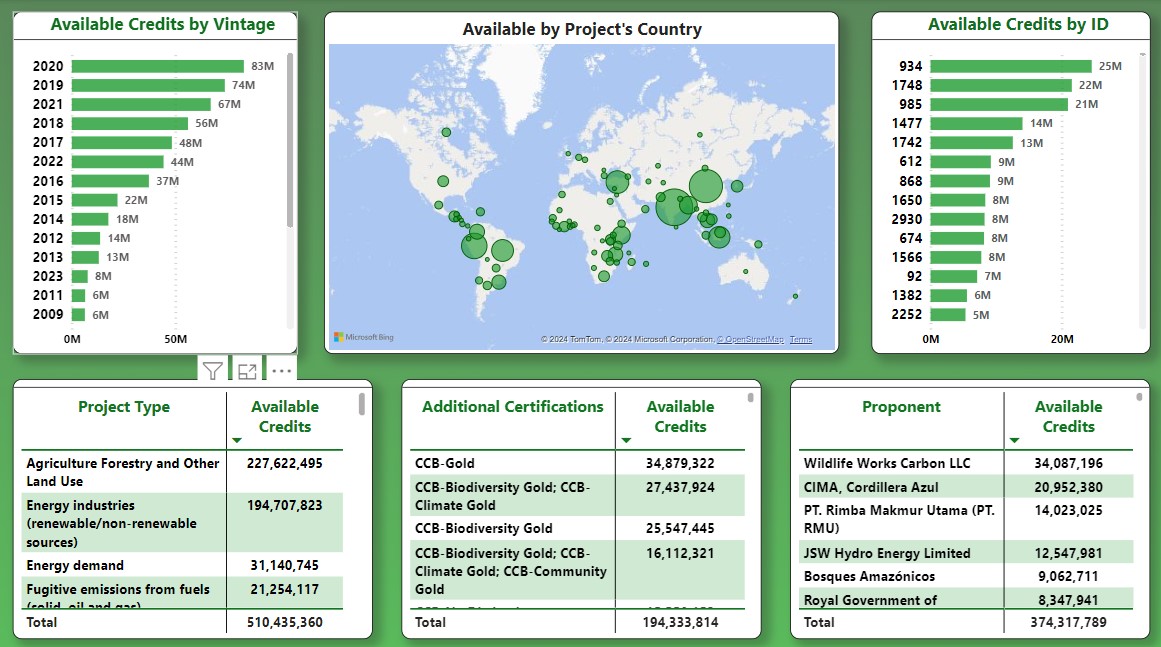 Available Credits by Vintage
2020 83M
2019 74M
2021 67M
2018 56M
2017 48M
2022 44M
2016 37M
2015 22M
2014 18M
2012 14M
2013 13M
2023 8M
2011 6M
2009 6M
0M 50M
Available by Project's Country
Microsoft Bing
© 2024 TomTom, © 2024 Microsoft Corporation, © OpenStreetMap Terms
Available Credits by ID
934 25M
1748 22M
985 21M
1477 14M
1742 13M
612 9M
868 9M
1650 8M
2930 8M
674 8M
1566 8M
92 7M
1382 6M
2252 5M
0M 20M
Project Type Available
Credits
Agriculture Forestry and Other 227,622,495
Land Use
Energy industries 194,707,823
(renewable/non-renewable
sources)
Energy demand 31,140,745
Fugitive emissions from fuels 21,254,117
(solid, oil and gas)
Total 510,435,360
Additional Certifications Available
Credits
CCB-Gold 34,879,322
CCB-Biodiversity Gold; CCB- 27,437,924
Climate Gold
CCB-Biodiversity Gold 25,547,445
CCB-Biodiversity Gold; CCB- 16,112,321
Climate Gold; CCB-Community
Gold
Total 194,333,814
Proponent Available
Credits
Wildlife Works Carbon LLC 34,087,196
CIMA, Cordillera Azul 20,952,380
PT. Rimba Makmur Utama (PT. 14,023,025
RMU)
JSW Hydro Energy Limited 12,547,981
Bosques Amazónicos 9,062,711
Royal Government of 8,347,941
Total 374,317,789